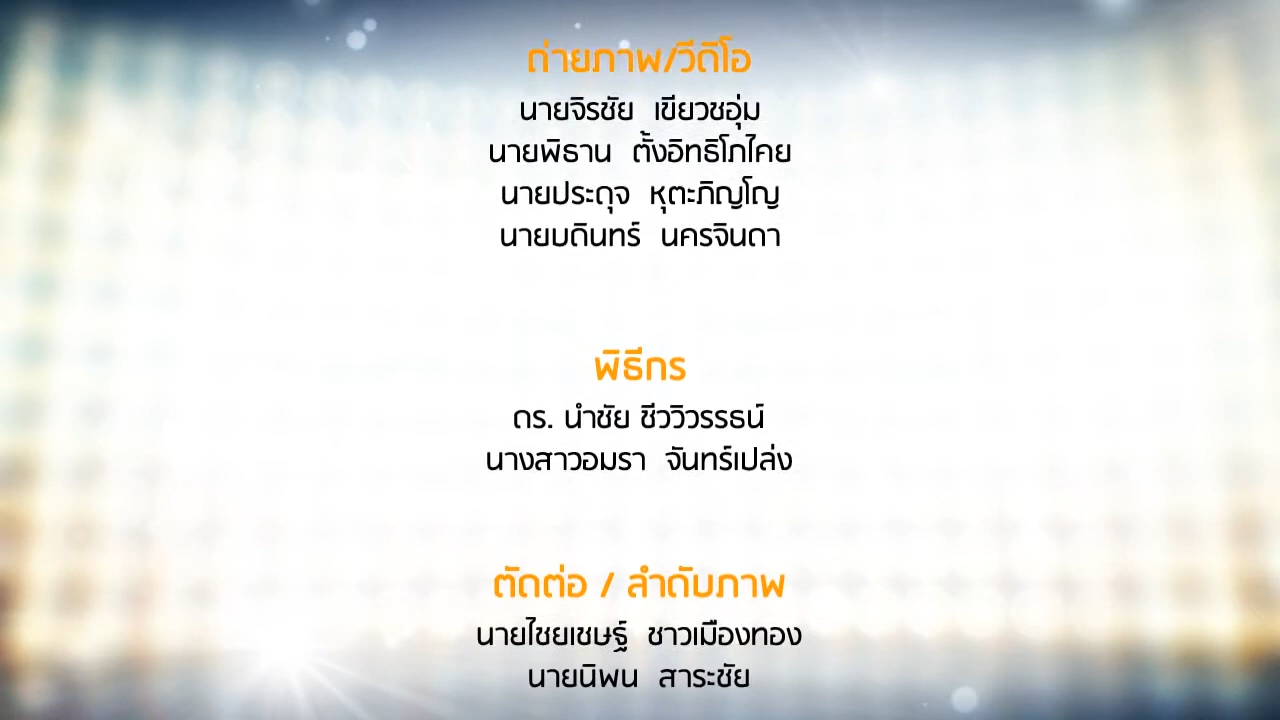 ถ่ายภาพ/วีดิโอ
นายจิรชัย เขียวชอุ่ม
นายพิธาน ตั้งอิทธิโภไคย
นายประดุจ หุตะภิญโญ
นายบดินทร์ นครจินดา
พิธีกร
ดร. นำชัย ชีววิวรรธน์
นางสาวอมรา จันทร์เปล่ง
ตัดต่อ / ลำดับภาพ
นายไชยเชษฐ์ ชาวเมืองทอง
นายนิพน สาระชัย